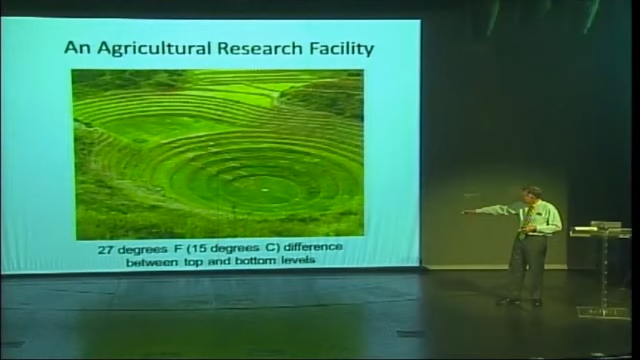 An Agricultural Research Facility
27 degrees F (15 degrees C) difference
between top and bottom levels